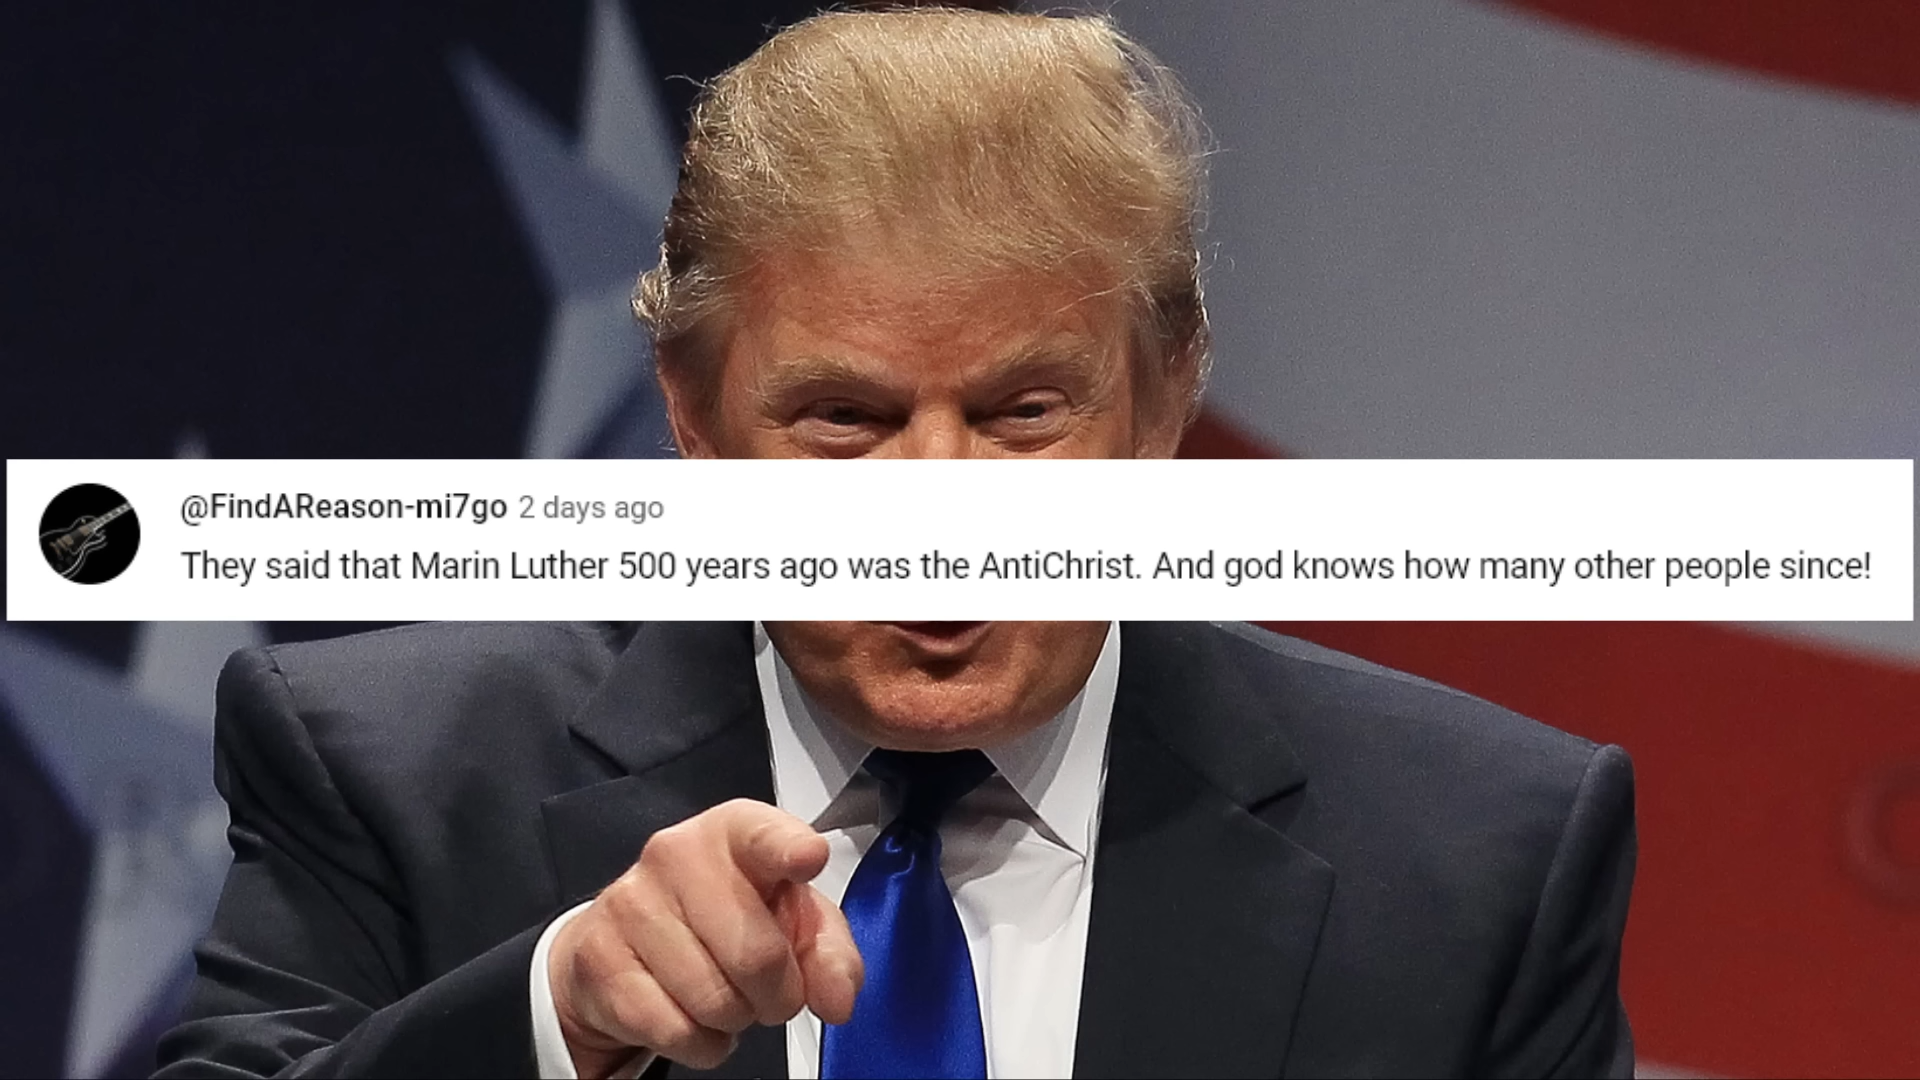 @FindAReason-mi7go 2 days ago
They said that Marin Luther 500 years ago was the AntiChrist. And god knows how many other people since!